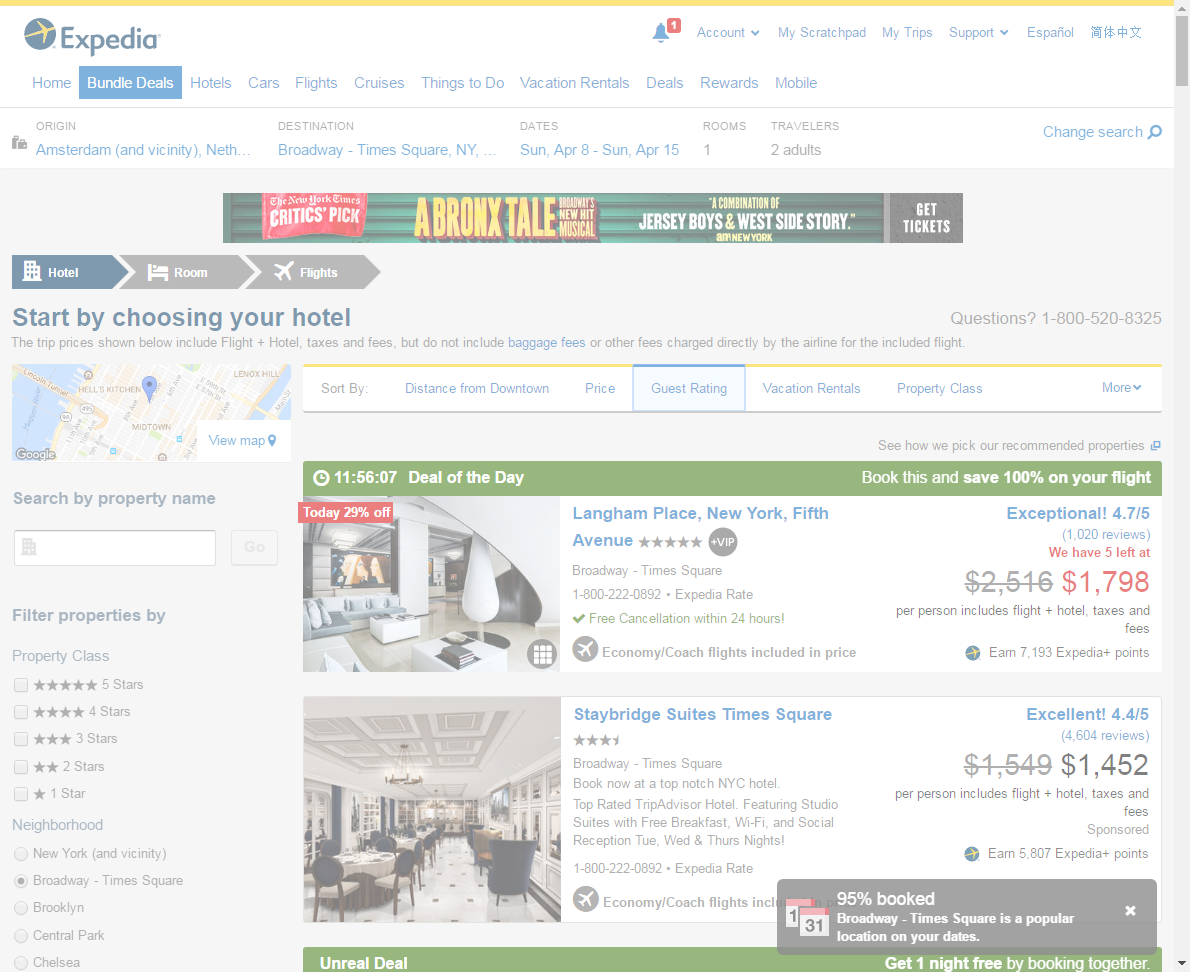 Expedia
1
Account
My Scratchpad
My Trips
Support
Español
简体中文
Home
Bundle Deals
Hotels
Cars
Flights
Cruises
Things to Do
Vacation Rentals
Deals
Rewards
Mobile
ORIGIN
Amsterdam (and vicinity), Neth...
DESTINATION
Broadway - Times Square, NY, ...
DATES
Sun, Apr 8 - Sun, Apr 15
ROOMS
1
TRAVELERS
2 adults
Change search
The New York Times
CRITICS' PICK
A BRONX TALE
BROADWAY'S
NEW HIT
MUSICAL
"A COMBINATION OF
JERSEY BOYS & WEST SIDE STORY."
amNEWYORK
GET
TICKETS
Hotel
Room
Flights
Start by choosing your hotel
Questions? 1-800-520-8325
The trip prices shown below include Flight + Hotel, taxes and fees, but do not include baggage fees or other fees charged directly by the airline for the included flight.
Lincoln Tunnel
HELL'S KITCHEN
LENOX HILL
MIDTOWN
9A
495
11th Ave
10th Ave
E 59th St
E 57th St
Hudson River
Google
View map
Sort By:
Distance from Downtown
Price
Guest Rating
Vacation Rentals
Property Class
More
See how we pick our recommended properties
Search by property name
Go
Filter properties by
Property Class
5 Stars
4 Stars
3 Stars
2 Stars
1 Star
Neighborhood
New York (and vicinity)
Broadway - Times Square
Brooklyn
Central Park
Chelsea
11:56:07 Deal of the Day
Book this and save 100% on your flight
Today 29% off
Langham Place, New York, Fifth
Avenue
+VIP
Broadway - Times Square
1-800-222-0892 • Expedia Rate
Free Cancellation within 24 hours!
Economy/Coach flights included in price
Exceptional! 4.7/5
(1,020 reviews)
We have 5 left at
$2,516 $1,798
per person includes flight + hotel, taxes and
fees
Earn 7,193 Expedia+ points
Staybridge Suites Times Square
Broadway - Times Square
Book now at a top notch NYC hotel.
Top Rated TripAdvisor Hotel. Featuring Studio
Suites with Free Breakfast, Wi-Fi, and Social
Reception Tue, Wed & Thurs Nights!
1-800-222-0892 • Expedia Rate
Economy/Coach flights included in p
Excellent! 4.4/5
(4,604 reviews)
$1,549 $1,452
per person includes flight + hotel, taxes and
fees
Sponsored
Earn 5,807 Expedia+ points
1
31
95% booked
Broadway - Times Square is a popular
location on your dates.
Unreal Deal
Get 1 night free by booking together.